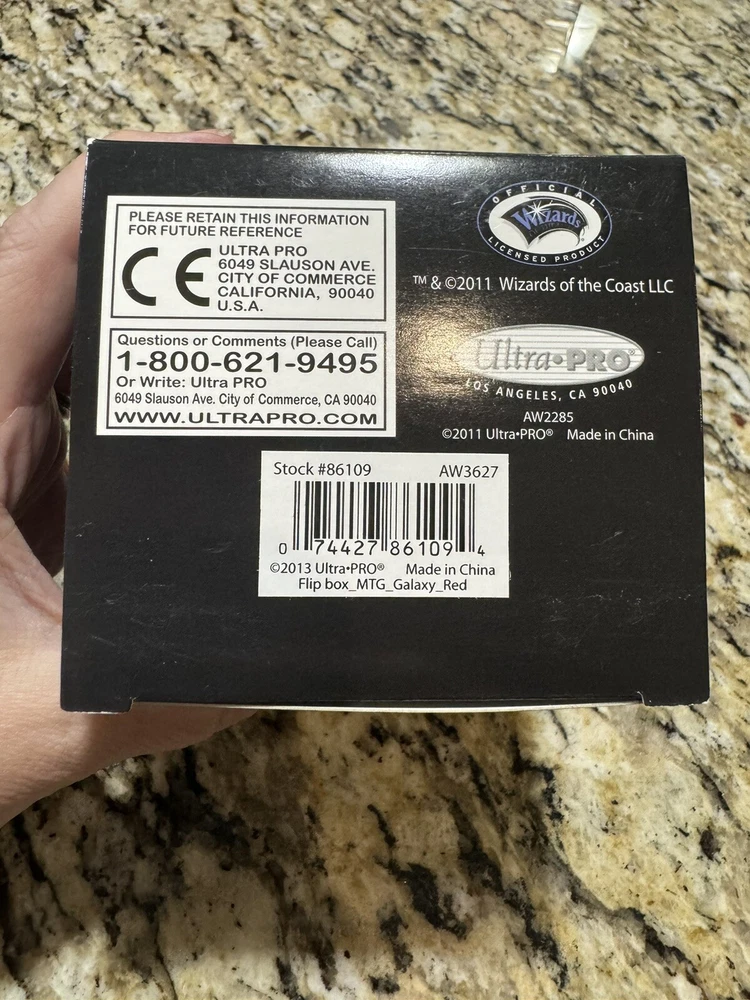 PLEASE RETAIN THIS INFORMATION
FOR FUTURE REFERENCE
CE
ULTRA PRO
6049 SLAUSON AVE.
CITY OF COMMERCE
CALIFORNIA, 90040
U.S.A.
Questions or Comments (Please Call)
1-800-621-9495
Or Write: Ultra PRO
6049 Slauson Ave. City of Commerce, CA 90040
WWW.ULTRAPRO.COM
OFFICIAL
Wizards
LICENSED PRODUCT
™ & ©2011 Wizards of the Coast LLC
Ultra•PRO®
LOS ANGELES, CA 90040
AW2285
©2011 Ultra•PRO® Made in China
Stock #86109 AW3627
0 74427 86109 4
©2013 Ultra•PRO® Made in China
Flip box_MTG_Galaxy_Red